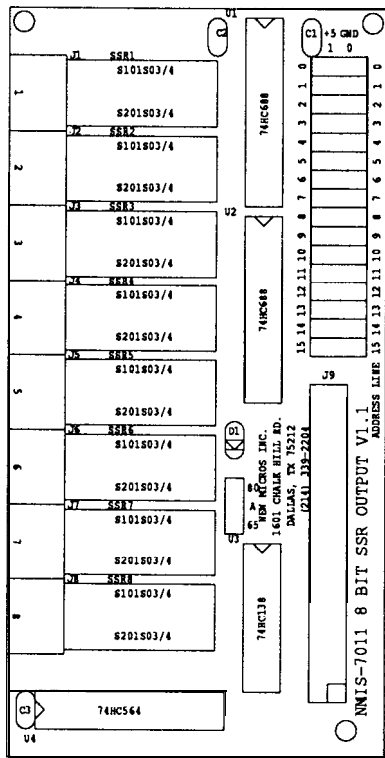 U1
C2
C1 +5 GND
1 0
J1 SSR1
1
S101S03/4
S201S03/4
J2 SSR2
2
S101S03/4
S201S03/4
J3 SSR3
3
S101S03/4
S201S03/4
J4 SSR4
4
S101S03/4
S201S03/4
J5 SSR5
5
S101S03/4
S201S03/4
J6 SSR6
6
S101S03/4
S201S03/4
J7 SSR7
7
S101S03/4
S201S03/4
J8 SSR8
8
S101S03/4
S201S03/4
74HC688
U2
74HC688
0 0
1 1
2 2
3 3
4 4
5 5
6 6
7 7
8 8
9 9
10 10
11 11
12 12
13 13
14 14
15 15
ADDRESS LINE
J9
D1
80
A
65
U3
NEW MICROS INC.
1601 CHALK HILL RD.
DALLAS, TX 75212
(214) 339-2204
74HC138
NMIS-7011 8 BIT SSR OUTPUT V1.1
C3
74HC564
U4